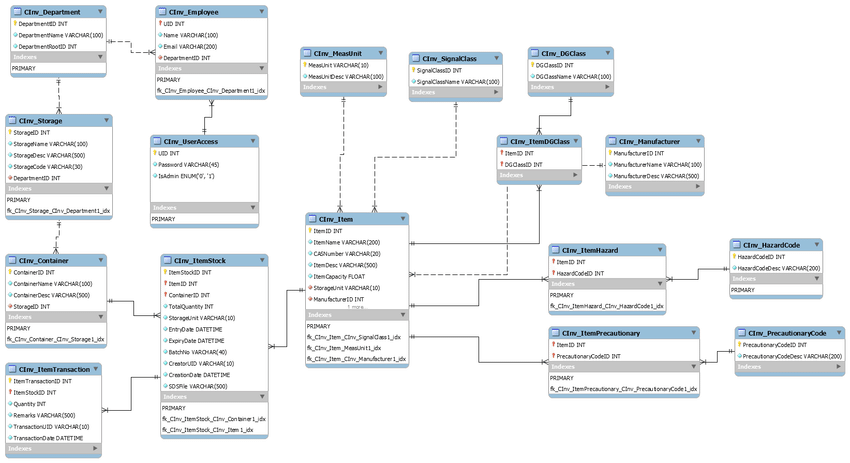 CInv_Department
DepartmentID INT
DepartmentName VARCHAR(100)
DepartmentRootID INT
Indexes
PRIMARY
CInv_Employee
UID INT
Name VARCHAR(100)
Email VARCHAR(200)
DepartmentID INT
Indexes
PRIMARY
fk_CInv_Employee_CInv_Department1_idx
CInv_MeasUnit
MeasUnit VARCHAR(10)
MeasUnitDesc VARCHAR(100)
Indexes
CInv_SignalClass
SignalClassID INT
SignalClassName VARCHAR(100)
Indexes
CInv_DGClass
DGClassID INT
DGClassName VARCHAR(100)
Indexes
CInv_Storage
StorageID INT
StorageName VARCHAR(100)
StorageDesc VARCHAR(500)
StorageCode VARCHAR(30)
DepartmentID INT
Indexes
PRIMARY
fk_CInv_Storage_CInv_Department1_idx
CInv_UserAccess
UID INT
Password VARCHAR(45)
IsAdmin ENUM('0', '1')
Indexes
PRIMARY
CInv_ItemDGClass
ItemID INT
DGClassID INT
Indexes
CInv_Manufacturer
ManufacturerID INT
ManufacturerName VARCHAR(100)
ManufacturerDesc VARCHAR(500)
Indexes
CInv_Item
ItemID INT
ItemName VARCHAR(200)
CASNumber VARCHAR(20)
ItemDesc VARCHAR(500)
ItemCapacity FLOAT
StorageUnit VARCHAR(10)
ManufacturerID INT
1 more...
Indexes
PRIMARY
fk_CInv_Item_CInv_SignalClass1_idx
fk_CInv_Item_MeasUnit1_idx
fk_CInv_Item_CInv_Manufacturer1_idx
CInv_Container
ContainerID INT
ContainerName VARCHAR(100)
ContainerDesc VARCHAR(500)
StorageID INT
Indexes
PRIMARY
fk_CInv_Container_CInv_Storage1_idx
CInv_ItemStock
ItemStockID INT
ItemID INT
ContainerID INT
TotalQuantity INT
StorageUnit VARCHAR(10)
EntryDate DATETIME
ExpiryDate DATETIME
BatchNo VARCHAR(40)
CreatorUID VARCHAR(10)
CreationDate DATETIME
SDSFile VARCHAR(500)
Indexes
PRIMARY
fk_CInv_ItemStock_CInv_Container1_idx
fk_CInv_ItemStock_CInv_Item1_idx
CInv_ItemHazard
ItemID INT
HazardCodeID INT
Indexes
PRIMARY
fk_CInv_ItemHazard_CInv_HazardCode1_idx
CInv_HazardCode
HazardCodeID INT
HazardCodeDesc VARCHAR(200)
Indexes
PRIMARY
CInv_ItemPrecautionary
ItemID INT
PrecautionaryCodeID INT
Indexes
PRIMARY
fk_CInv_ItemPrecautionary_CInv_PrecautionaryCode1_idx
CInv_PrecautionaryCode
PrecautionaryCodeID INT
PrecautionaryCodeDesc VARCHAR(200)
Indexes
CInv_ItemTransaction
ItemTransactionID INT
ItemStockID INT
Quantity INT
Remarks VARCHAR(500)
TransactionUID VARCHAR(10)
TransactionDate DATETIME
Indexes